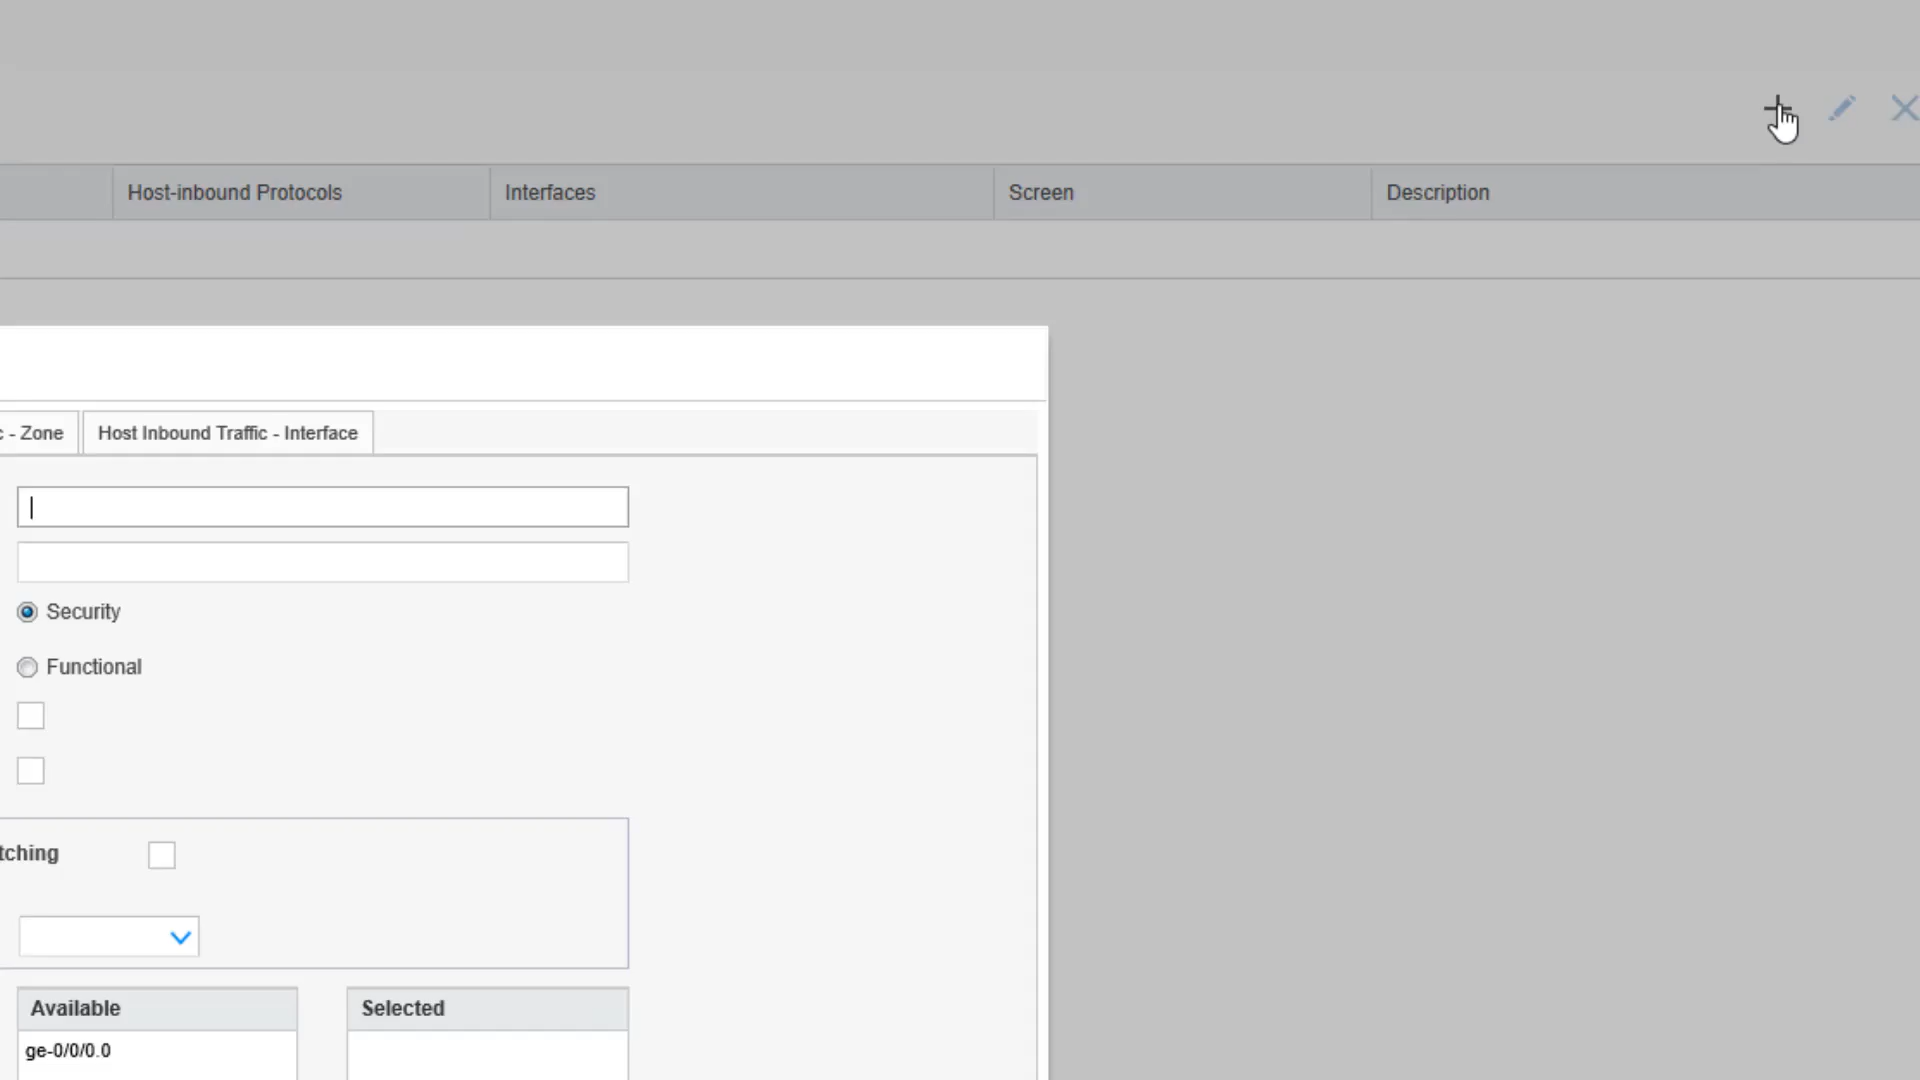 Host-inbound Protocols Interfaces Screen Description
- Zone Host Inbound Traffic - Interface
Security
Functional
tching
Available Selected
ge-0/0/0.0